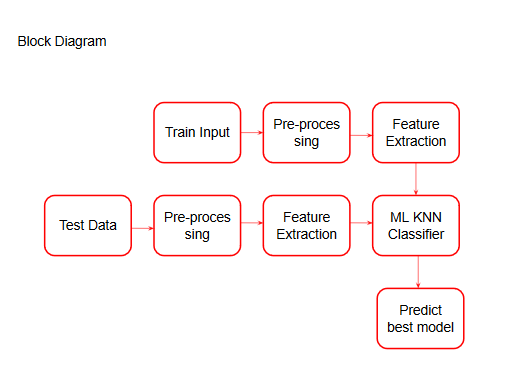 Block Diagram
Train Input
Pre-proces
sing
Feature
Extraction
Test Data
Pre-proces
sing
Feature
Extraction
ML KNN
Classifier
Predict
best model